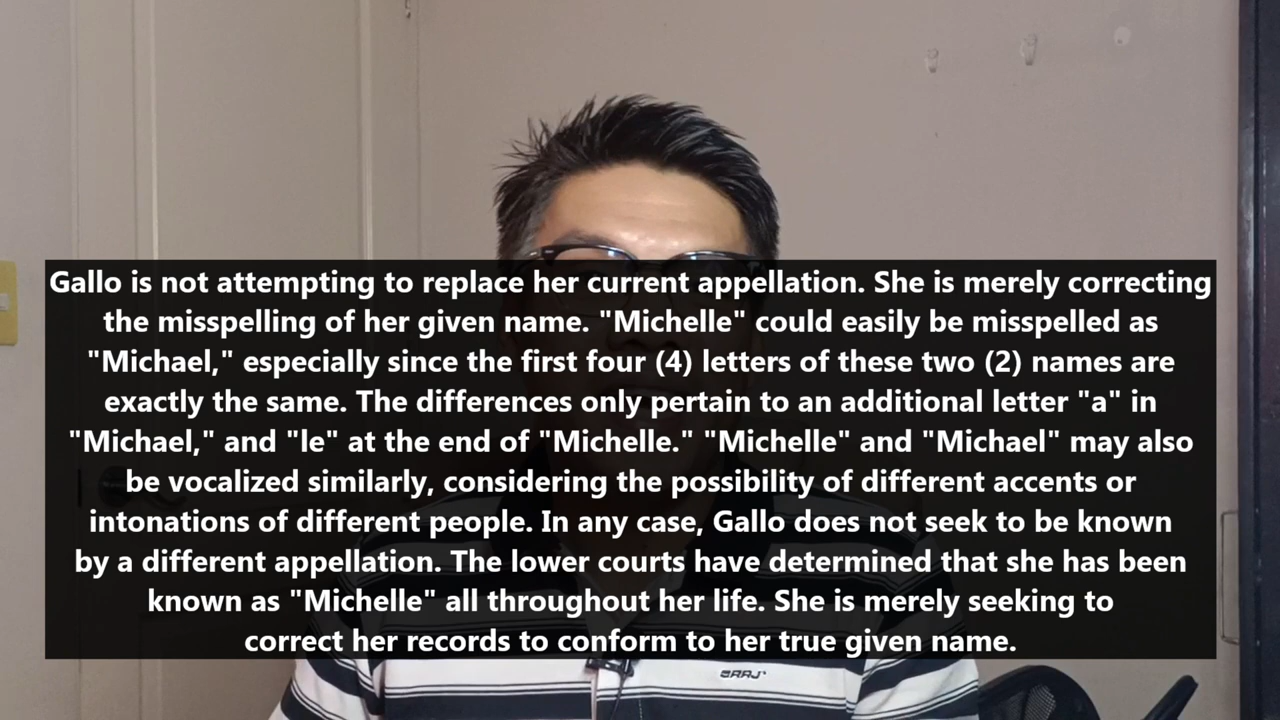 Gallo is not attempting to replace her current appellation. She is merely correcting
the misspelling of her given name. "Michelle" could easily be misspelled as
"Michael," especially since the first four (4) letters of these two (2) names are
exactly the same. The differences only pertain to an additional letter "a" in
"Michael," and "le" at the end of "Michelle." "Michelle" and "Michael" may also
be vocalized similarly, considering the possibility of different accents or
intonations of different people. In any case, Gallo does not seek to be known
by a different appellation. The lower courts have determined that she has been
known as "Michelle" all throughout her life. She is merely seeking to
correct her records to conform to her true given name.